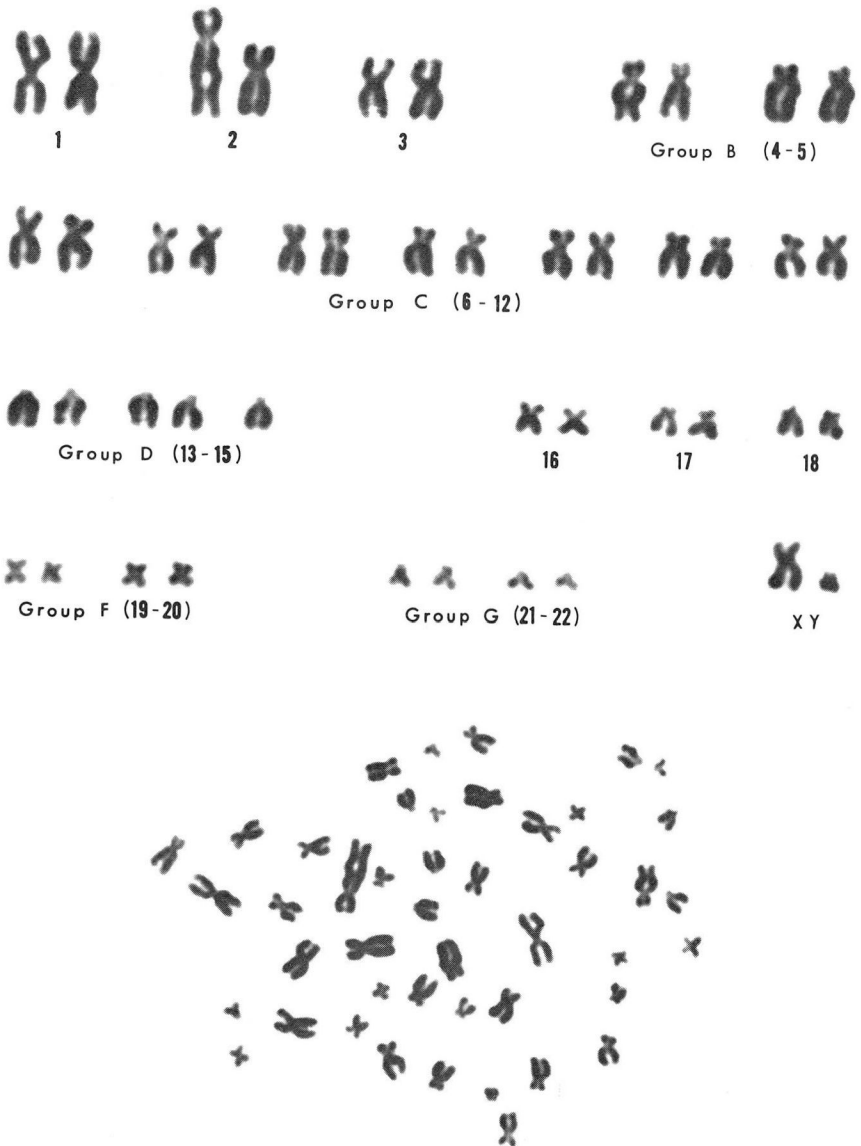 1 2 3
Group B (4-5)
Group C (6-12)
Group D (13-15)
16 17 18
Group F (19-20)
Group G (21-22)
X Y